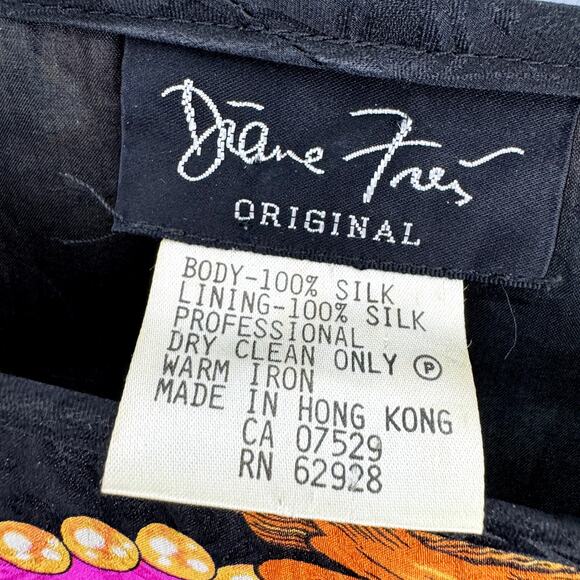 Diane Freis
ORIGINAL
BODY-100% SILK
LINING-100% SILK
PROFESSIONAL
DRY CLEAN ONLY Ⓟ
WARM IRON
MADE IN HONG KONG
CA 07529
RN 62928